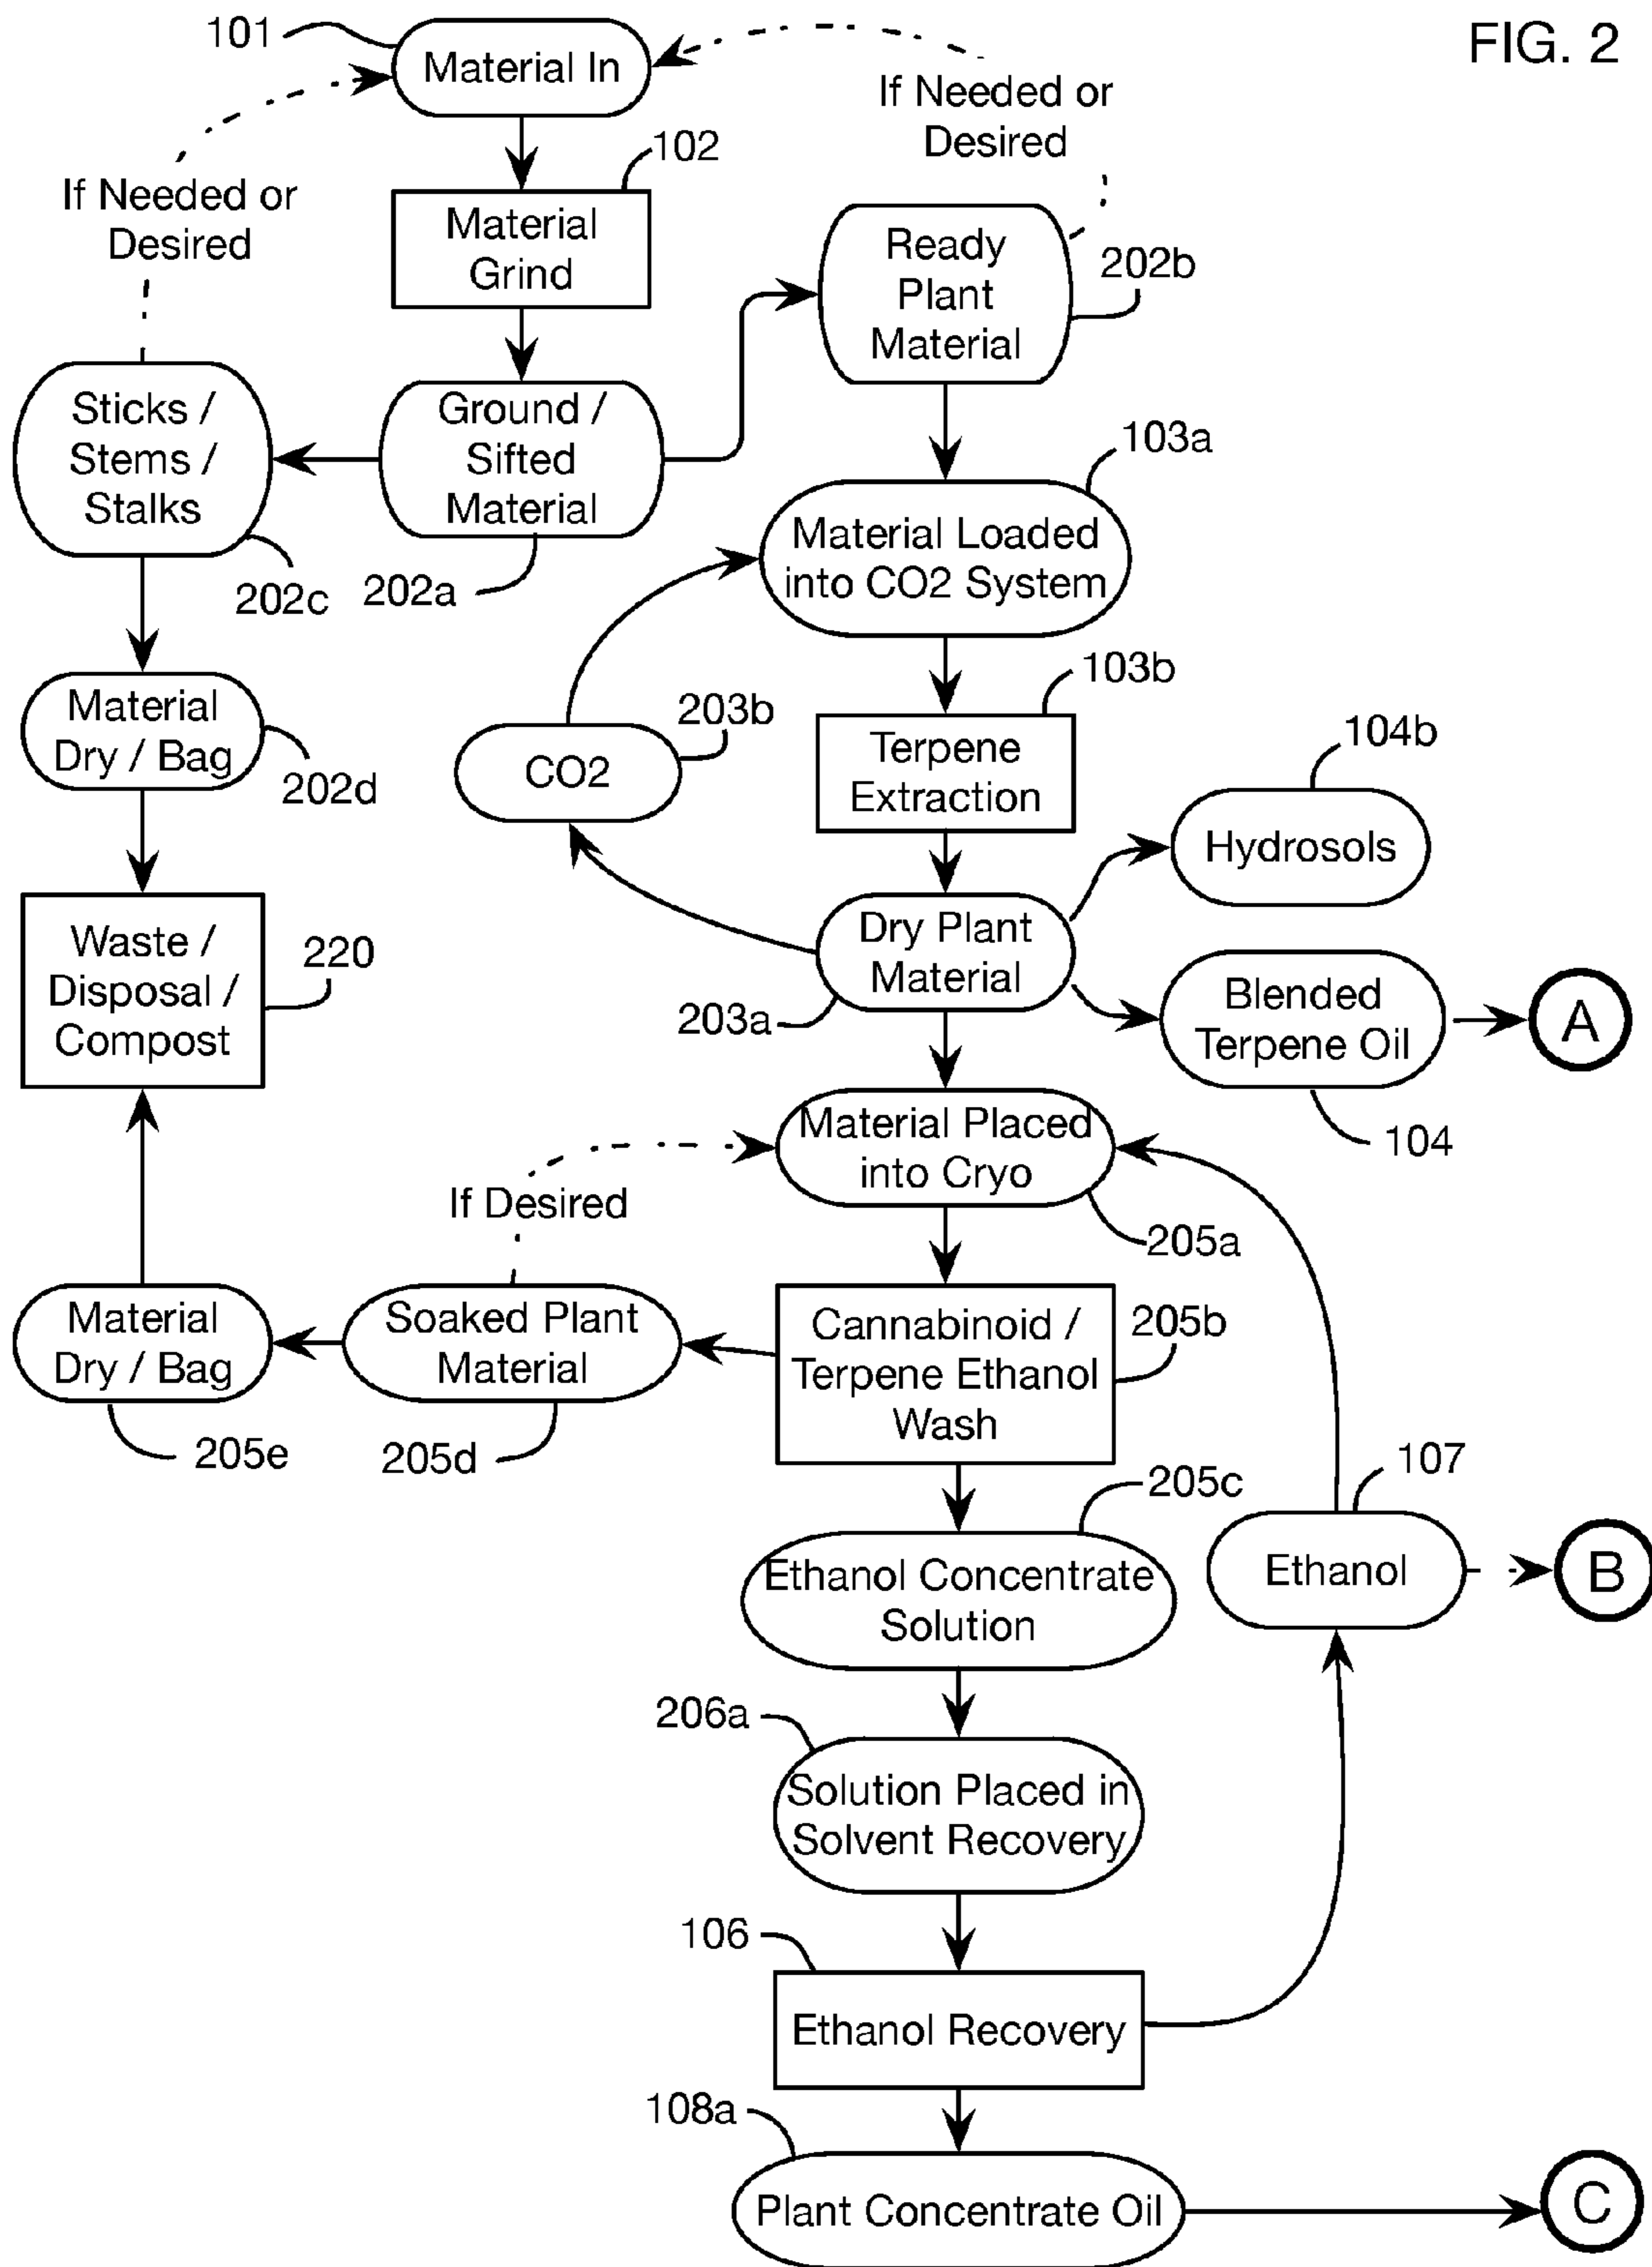 FIG. 2
101
Material In
If Needed or
Desired
102
If Needed or
Desired
Material
Grind
Ready
Plant
Material
202b
Sticks /
Stems /
Stalks
Ground /
Sifted
Material
103a
202c
202a
Material Loaded
into CO2 System
103b
Material
Dry / Bag
202d
203b
CO2
Terpene
Extraction
104b
Hydrosols
Waste /
Disposal /
Compost
220
Dry Plant
Material
203a
Blended
Terpene Oil
A
104
Material Placed
into Cryo
If Desired
205a
Material
Dry / Bag
Soaked Plant
Material
Cannabinoid /
Terpene Ethanol
Wash
205b
205e
205d
205c
107
Ethanol Concentrate
Solution
Ethanol
B
206a
Solution Placed in
Solvent Recovery
106
Ethanol Recovery
108a
Plant Concentrate Oil
C